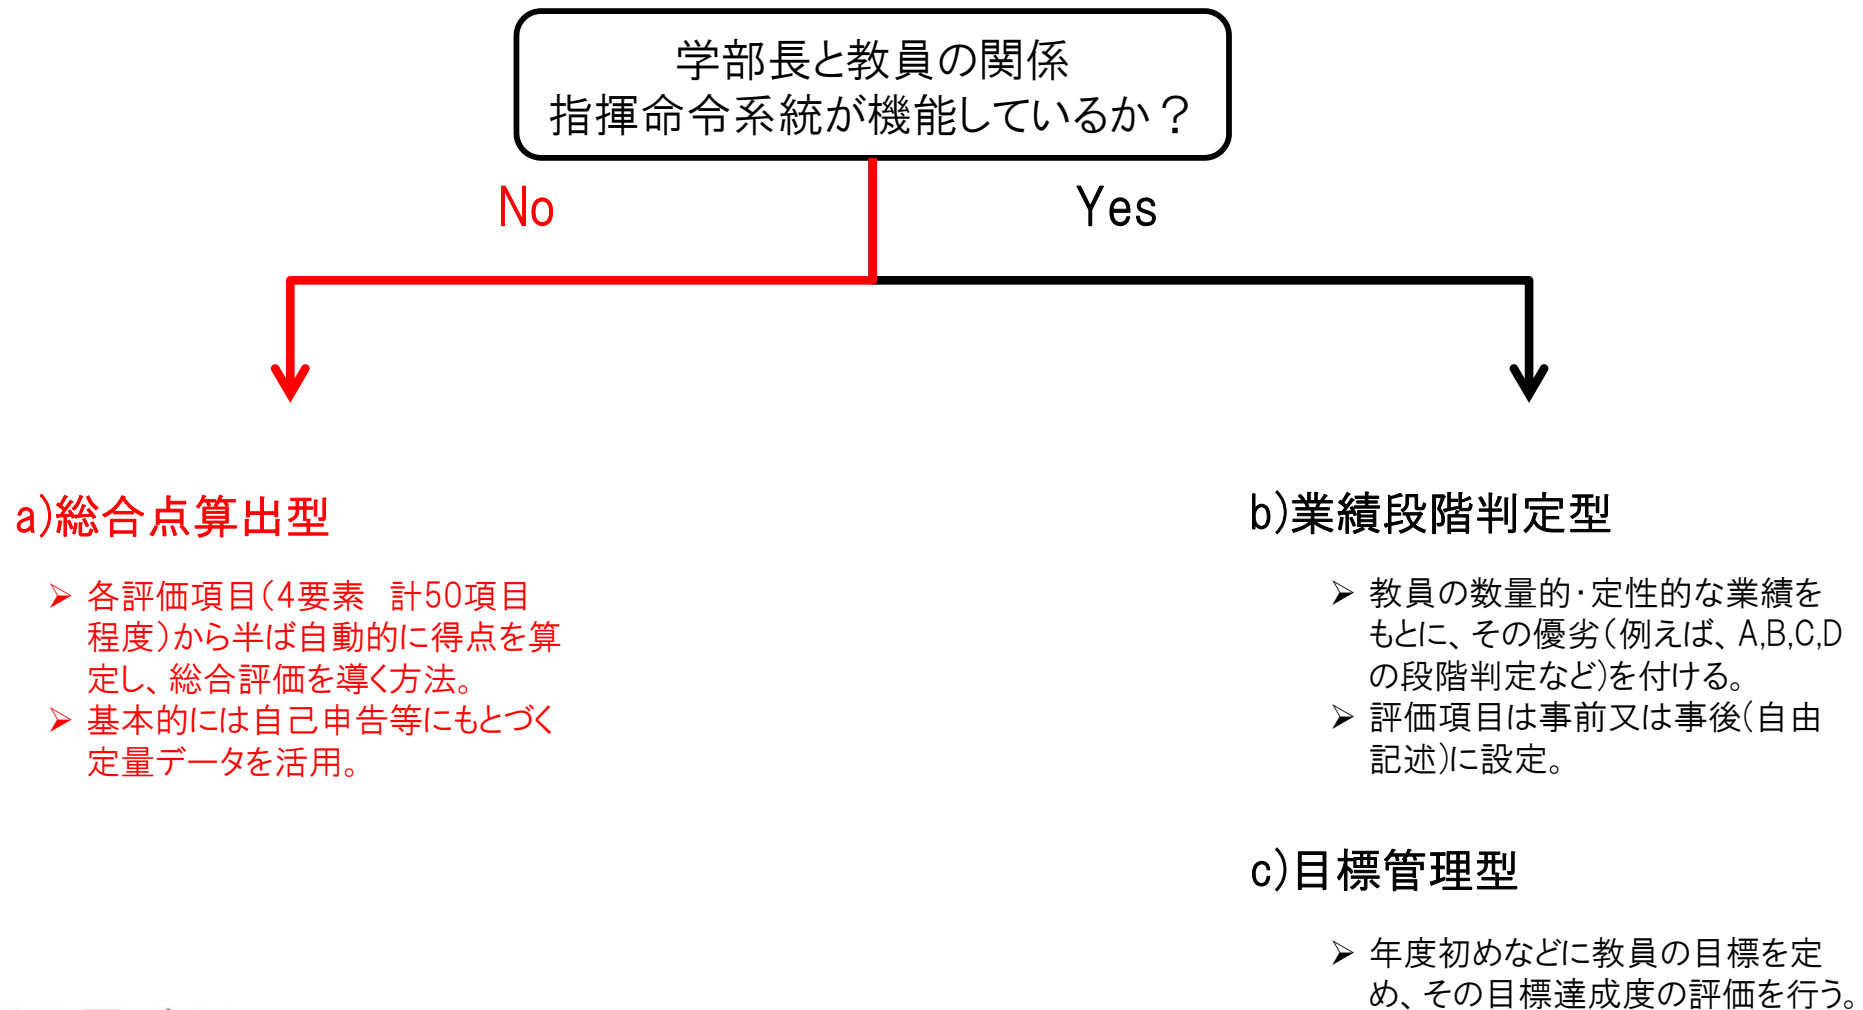 学部長と教員の関係
指揮命令系統が機能しているか？
No
Yes
a)総合点算出型
➢ 各評価項目（4要素　計50項目
程度）から半ば自動的に得点を算
定し、総合評価を導く方法。
➢ 基本的には自己申告等にもとづく
定量データを活用。
b)業績段階判定型
➢ 教員の数量的・定性的な業績を
もとに、その優劣（例えば、A,B,C,D
の段階判定など)を付ける。
➢ 評価項目は事前又は事後(自由
記述)に設定。
c)目標管理型
➢ 年度初めなどに教員の目標を定
め、その目標達成度の評価を行う。